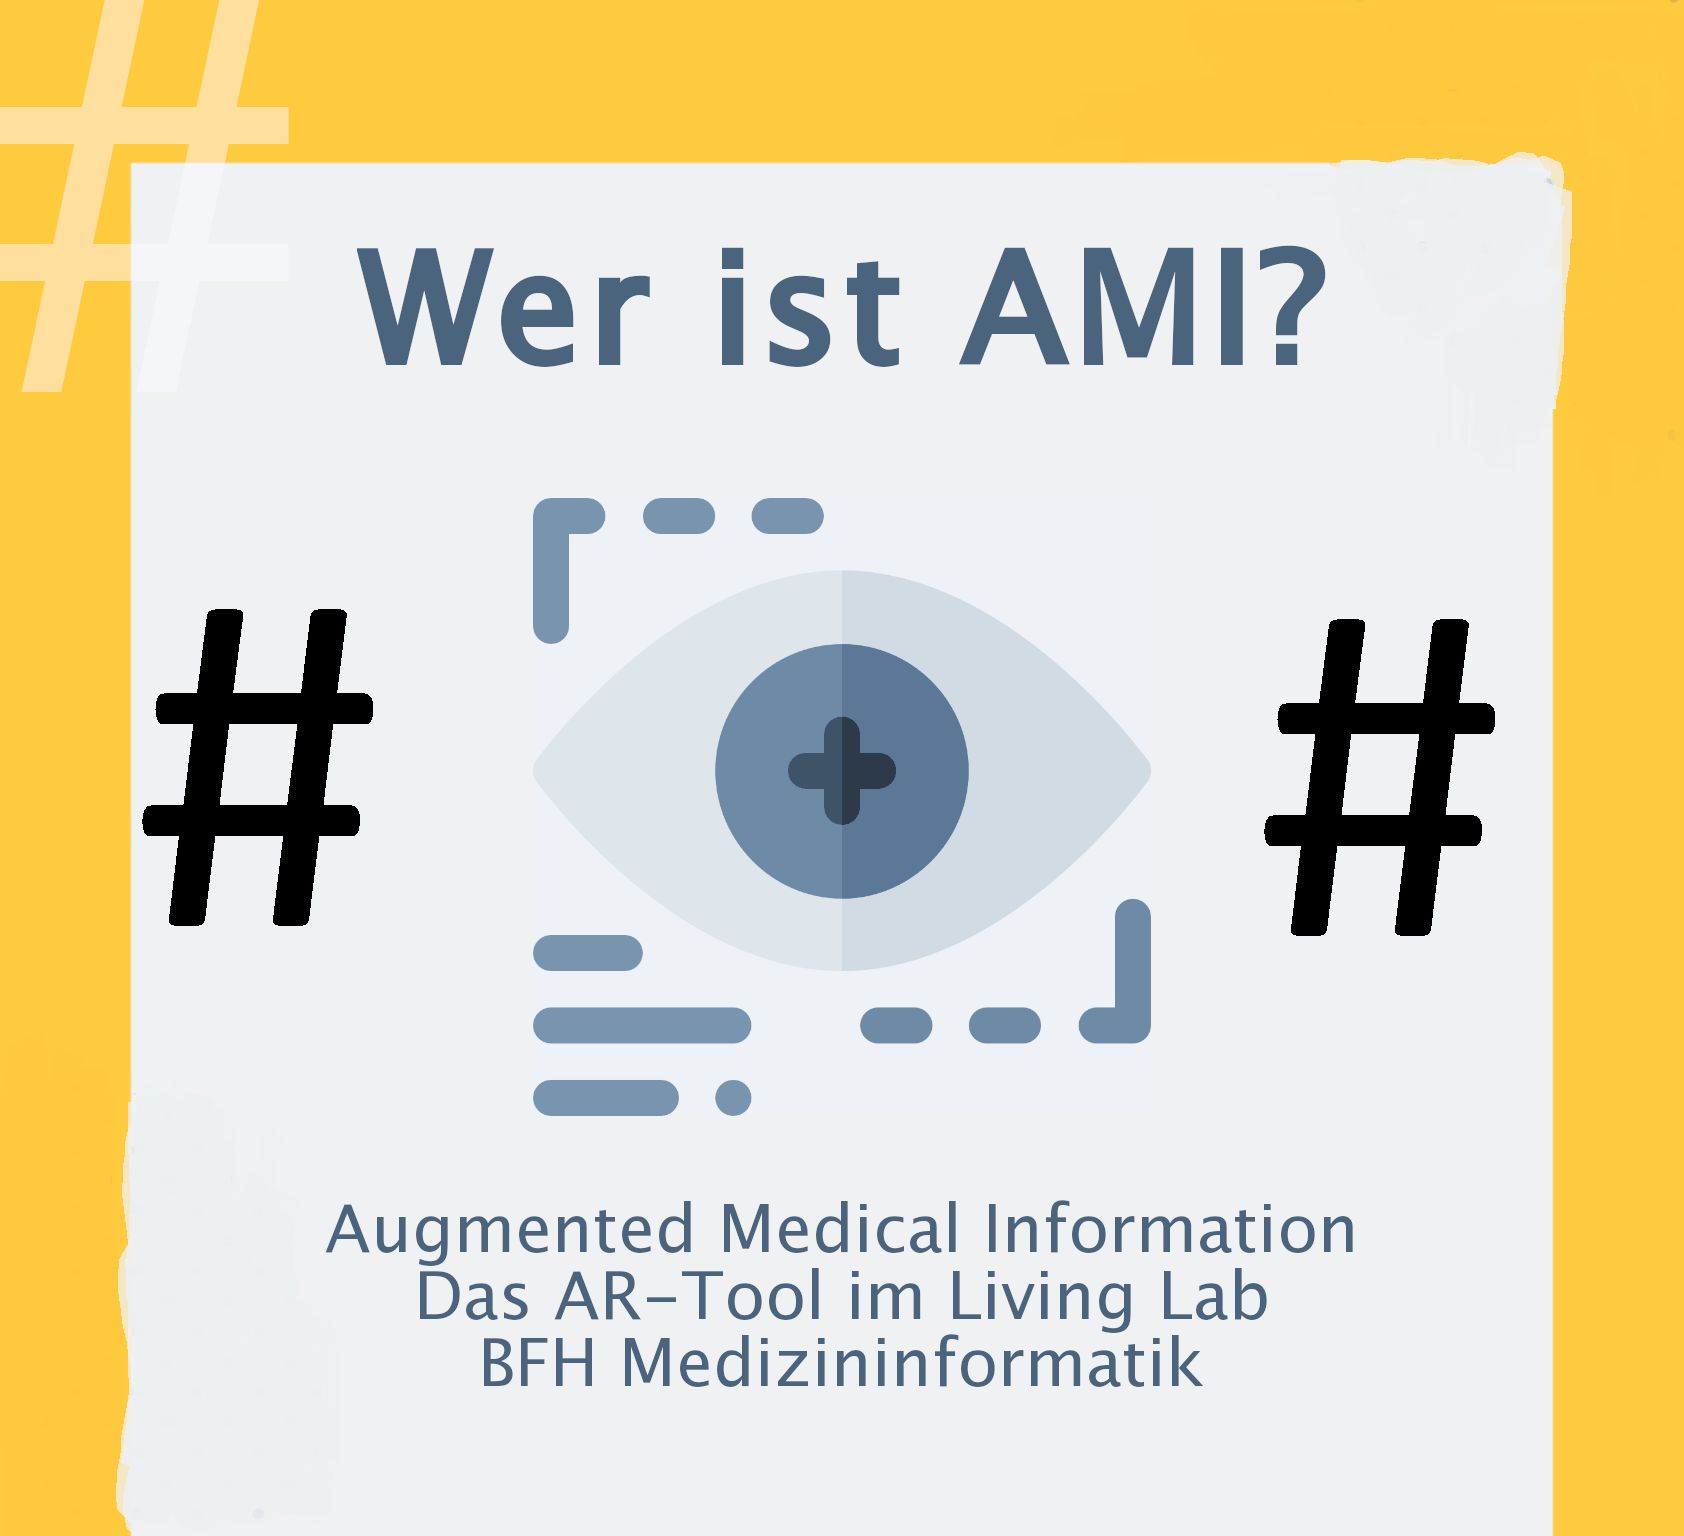 #
Wer ist AMI?
# #
Augmented Medical Information
Das AR-Tool im Living Lab
BFH Medizininformatik